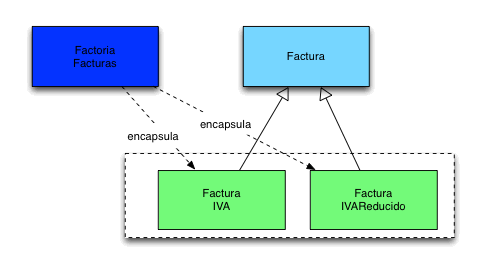 Factoria
Facturas
Factura
encapsula
encapsula
Factura
IVA
Factura
IVAReducido